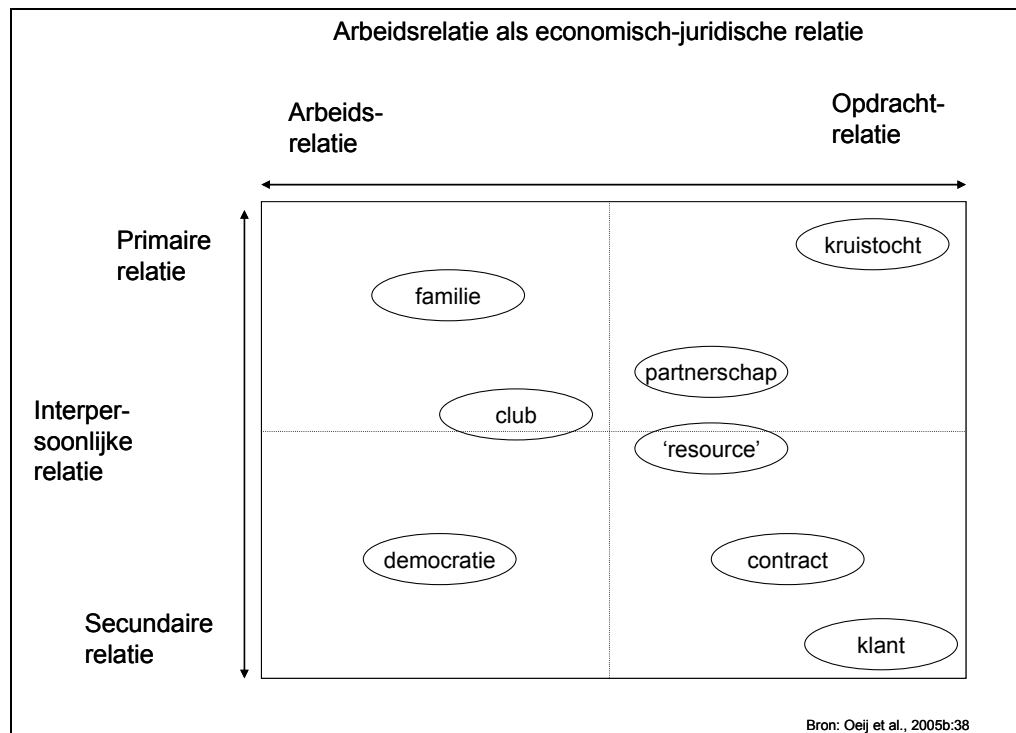 Arbeidsrelatie als economisch-juridische relatie
Arbeids-
relatie
Opdracht-
relatie
Primaire
relatie
kruistocht
familie
partnerschap
club
Interper-
soonlijke
relatie
'resource'
democratie
contract
Secundaire
relatie
klant
Bron: Oeij et al., 2005b:38